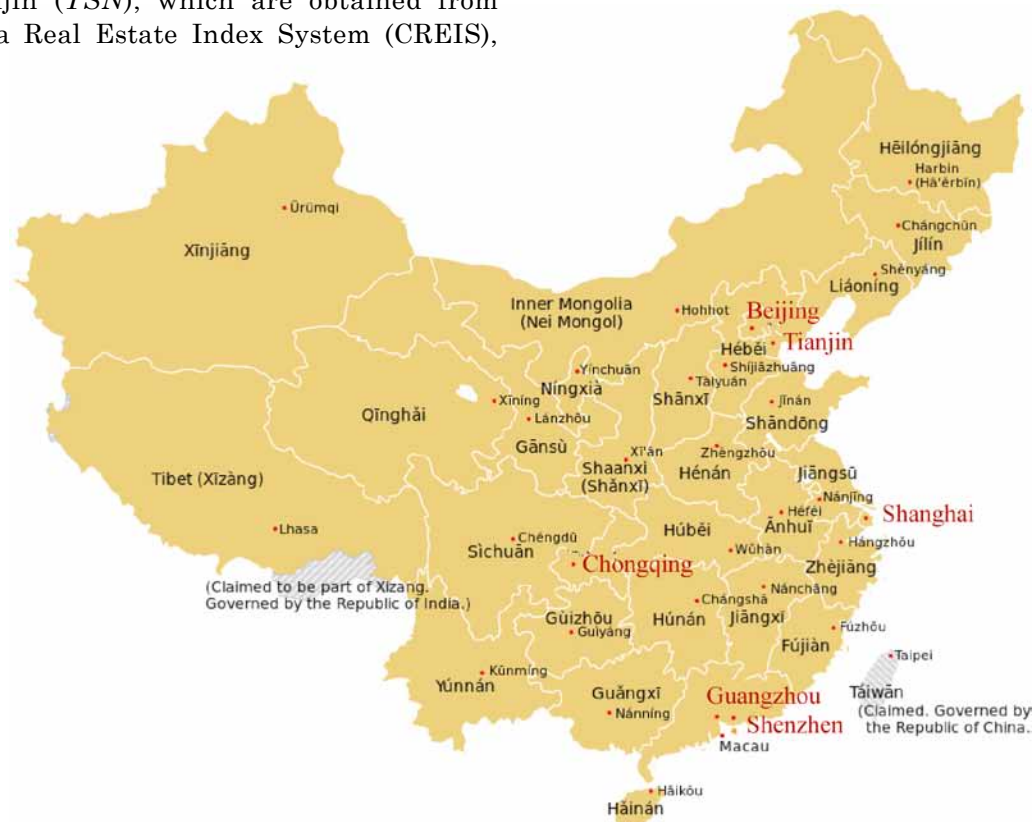 jin (TSN), which are obtained from
a Real Estate Index System (CREIS),
Hēilóngjiāng
Harbin
(Hā'ěrbīn)
Chángchūn
Jílín
Ürümqi
Xīnjiāng
Shěnyáng
Liáoníng
Inner Mongolia
(Nei Mongol)
Hohhot
Beijing
Tianjin
Héběi
Shíjiāzhuāng
Yínchuān
Níngxià
Tàiyuán
Shānxī
Xīníng
Jǐnán
Qīnghǎi
Lánzhōu
Shāndōng
Gānsù
Xī'ān
Zhèngzhōu
Shaanxi
(Shǎnxī)
Hénán
Jiāngsū
Tibet (Xīzàng)
Nánjīng
Héféi
Shanghai
Ānhuī
Lhasa
Chéngdū
Sìchuān
Húběi
Wǔhàn
Hángzhōu
Chongqing
Zhèjiāng
(Claimed to be part of Xizang.
Governed by the Republic of India.)
Nánchāng
Chángshā
Gùizhōu
Húnán
Jiāngxī
Guìyáng
Fúzhōu
Fújiàn
Taipei
Kūnmíng
Yúnnán
Guǎngxī
Guangzhou
Táiwān
Nánníng
Shenzhen
(Claimed. Governed by
the Republic of China.
Macau
Hǎikǒu
Hǎinán